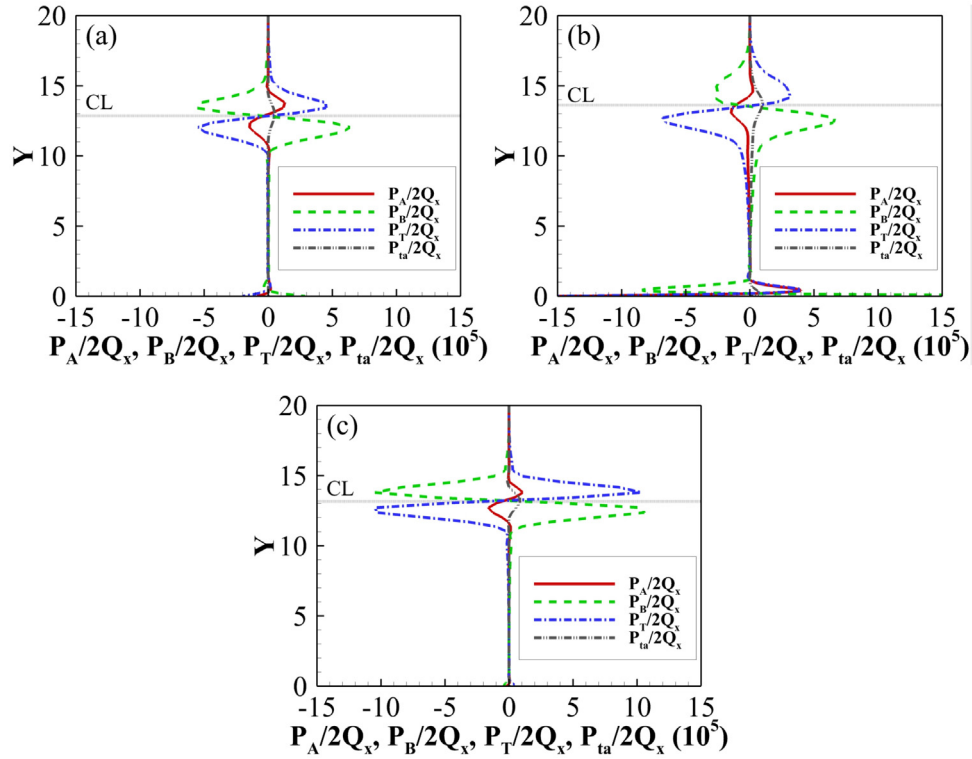 (a)
20
15
10
5
0
Y
CL
P_A/2Q_x
P_B/2Q_x
P_T/2Q_x
P_ta/2Q_x
-15 -10 -5 0 5 10 15
P_A/2Q_x, P_B/2Q_x, P_T/2Q_x, P_ta/2Q_x (10^5)
(b)
20
15
10
5
0
Y
CL
P_A/2Q_x
P_B/2Q_x
P_T/2Q_x
P_ta/2Q_x
-15 -10 -5 0 5 10 15
P_A/2Q_x, P_B/2Q_x, P_T/2Q_x, P_ta/2Q_x (10^5)
(c)
20
15
10
5
0
Y
CL
P_A/2Q_x
P_B/2Q_x
P_T/2Q_x
P_ta/2Q_x
-15 -10 -5 0 5 10 15
P_A/2Q_x, P_B/2Q_x, P_T/2Q_x, P_ta/2Q_x (10^5)